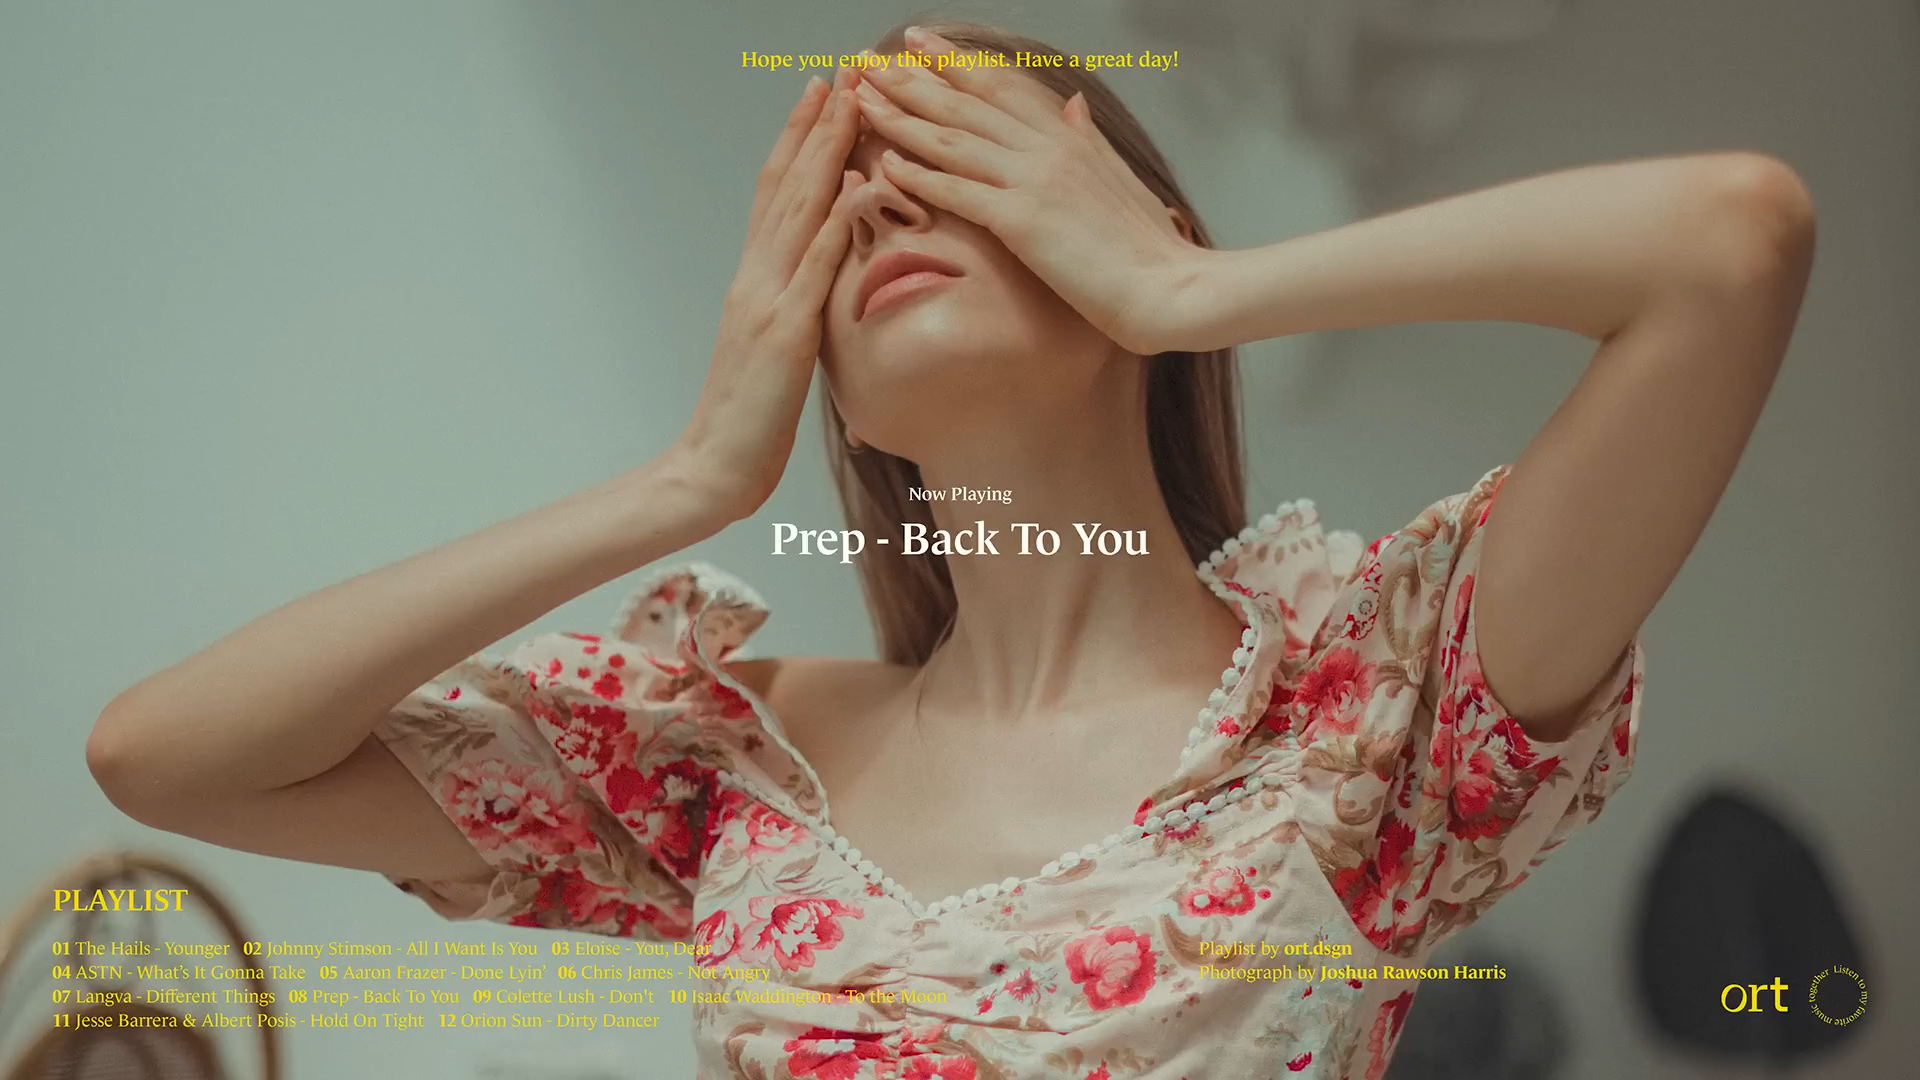 Hope you enjoy this playlist. Have a great day!
Now Playing
Prep - Back To You
PLAYLIST
01 The Hails - Younger 02 Johnny Stimson - All I Want Is You 03 Eloise - You, Dear
04 ASTN - What's It Gonna Take 05 Aaron Frazer - Done Lyin' 06 Chris James - Not Angry
07 Langva - Different Things 08 Prep - Back To You 09 Colette Lush - Don't 10 Isaac Waddington - To the Moon
11 Jesse Barrera & Albert Posis - Hold On Tight 12 Orion Sun - Dirty Dancer
Playlist by ort.dsgn
Photograph by Joshua Rawson Harris
ort
Listen to my favorite music together